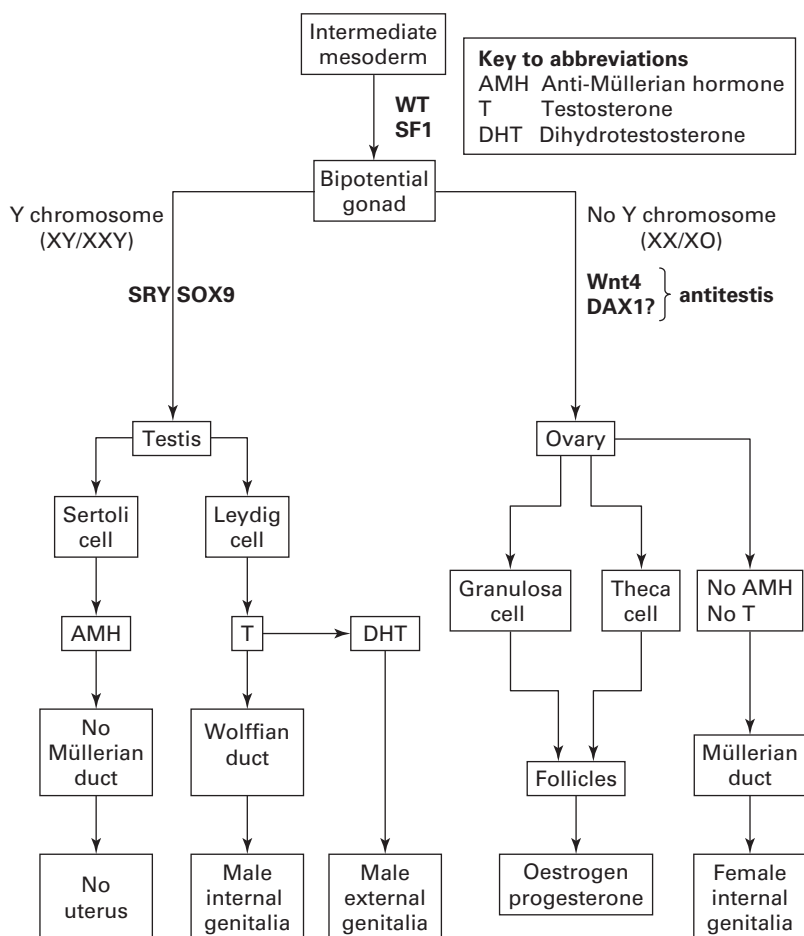 Intermediate
mesoderm
Key to abbreviations
AMH Anti-Müllerian hormone
T Testosterone
DHT Dihydrotestosterone
WT
SF1
Bipotential
gonad
Y chromosome
(XY/XXY)
No Y chromosome
(XX/XO)
SRY SOX9
Wnt4
DAX1?
antitestis
Testis
Ovary
Sertoli
cell
Leydig
cell
Granulosa
cell
Theca
cell
No AMH
No T
AMH
T
DHT
No
Müllerian
duct
Wolffian
duct
Follicles
Müllerian
duct
No
uterus
Male
internal
genitalia
Male
external
genitalia
Oestrogen
progesterone
Female
internal
genitalia